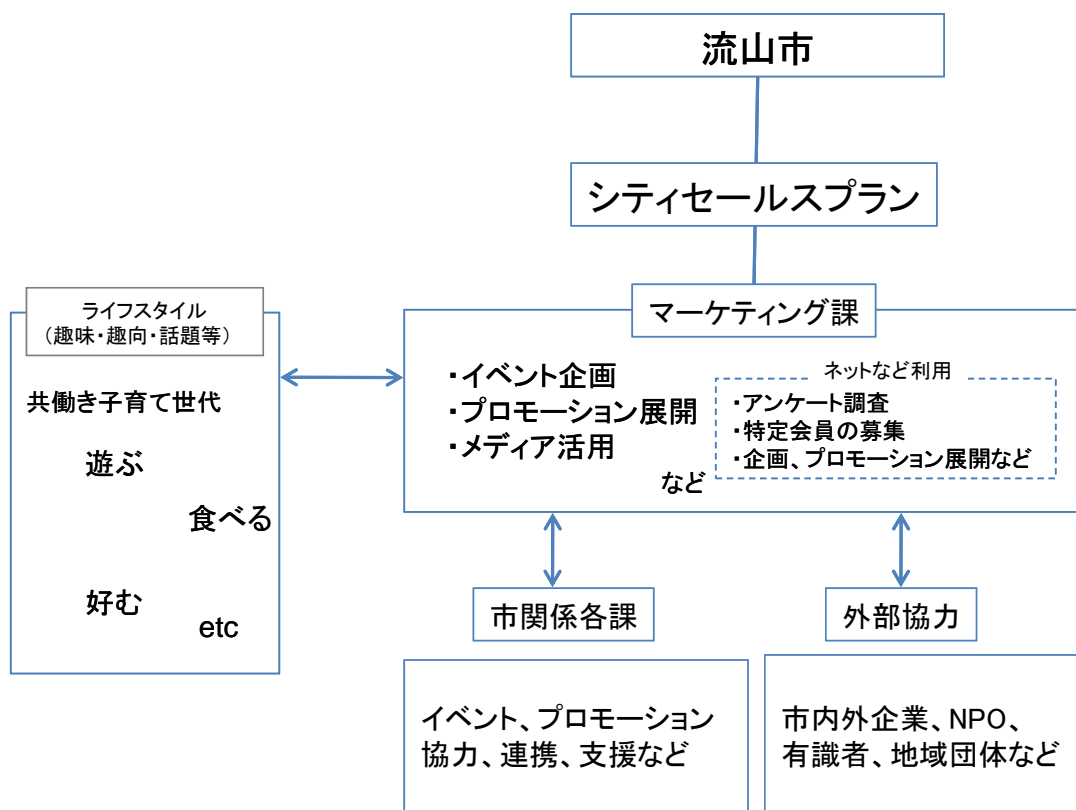 流山市
シティセールスプラン
マーケティング課
・イベント企画
・プロモーション展開
・メディア活用
など
ネットなど利用
・アンケート調査
・特定会員の募集
・企画、プロモーション展開など
ライフスタイル
（趣味・趣向・話題等）
共働き子育て世代
遊ぶ
食べる
好む
etc
市関係各課
イベント、プロモーション
協力、連携、支援など
外部協力
市内外企業、NPO、
有識者、地域団体など